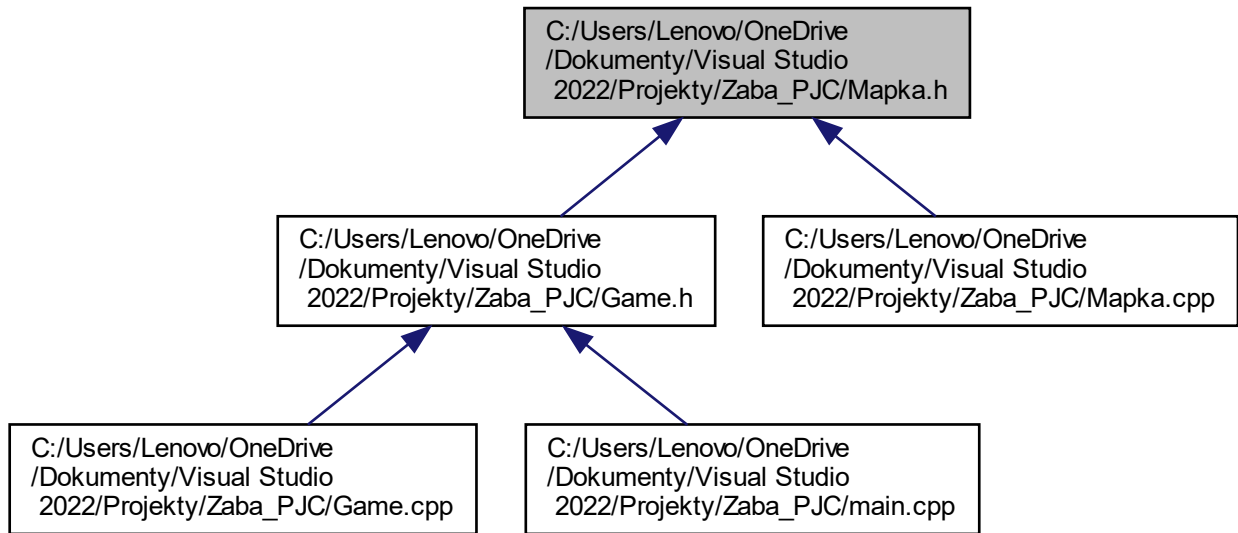 C:/Users/Lenovo/OneDrive
/Dokumenty/Visual Studio
2022/Projekty/Zaba_PJC/Mapka.h
C:/Users/Lenovo/OneDrive
/Dokumenty/Visual Studio
2022/Projekty/Zaba_PJC/Game.h
C:/Users/Lenovo/OneDrive
/Dokumenty/Visual Studio
2022/Projekty/Zaba_PJC/Mapka.cpp
C:/Users/Lenovo/OneDrive
/Dokumenty/Visual Studio
2022/Projekty/Zaba_PJC/Game.cpp
C:/Users/Lenovo/OneDrive
/Dokumenty/Visual Studio
2022/Projekty/Zaba_PJC/main.cpp